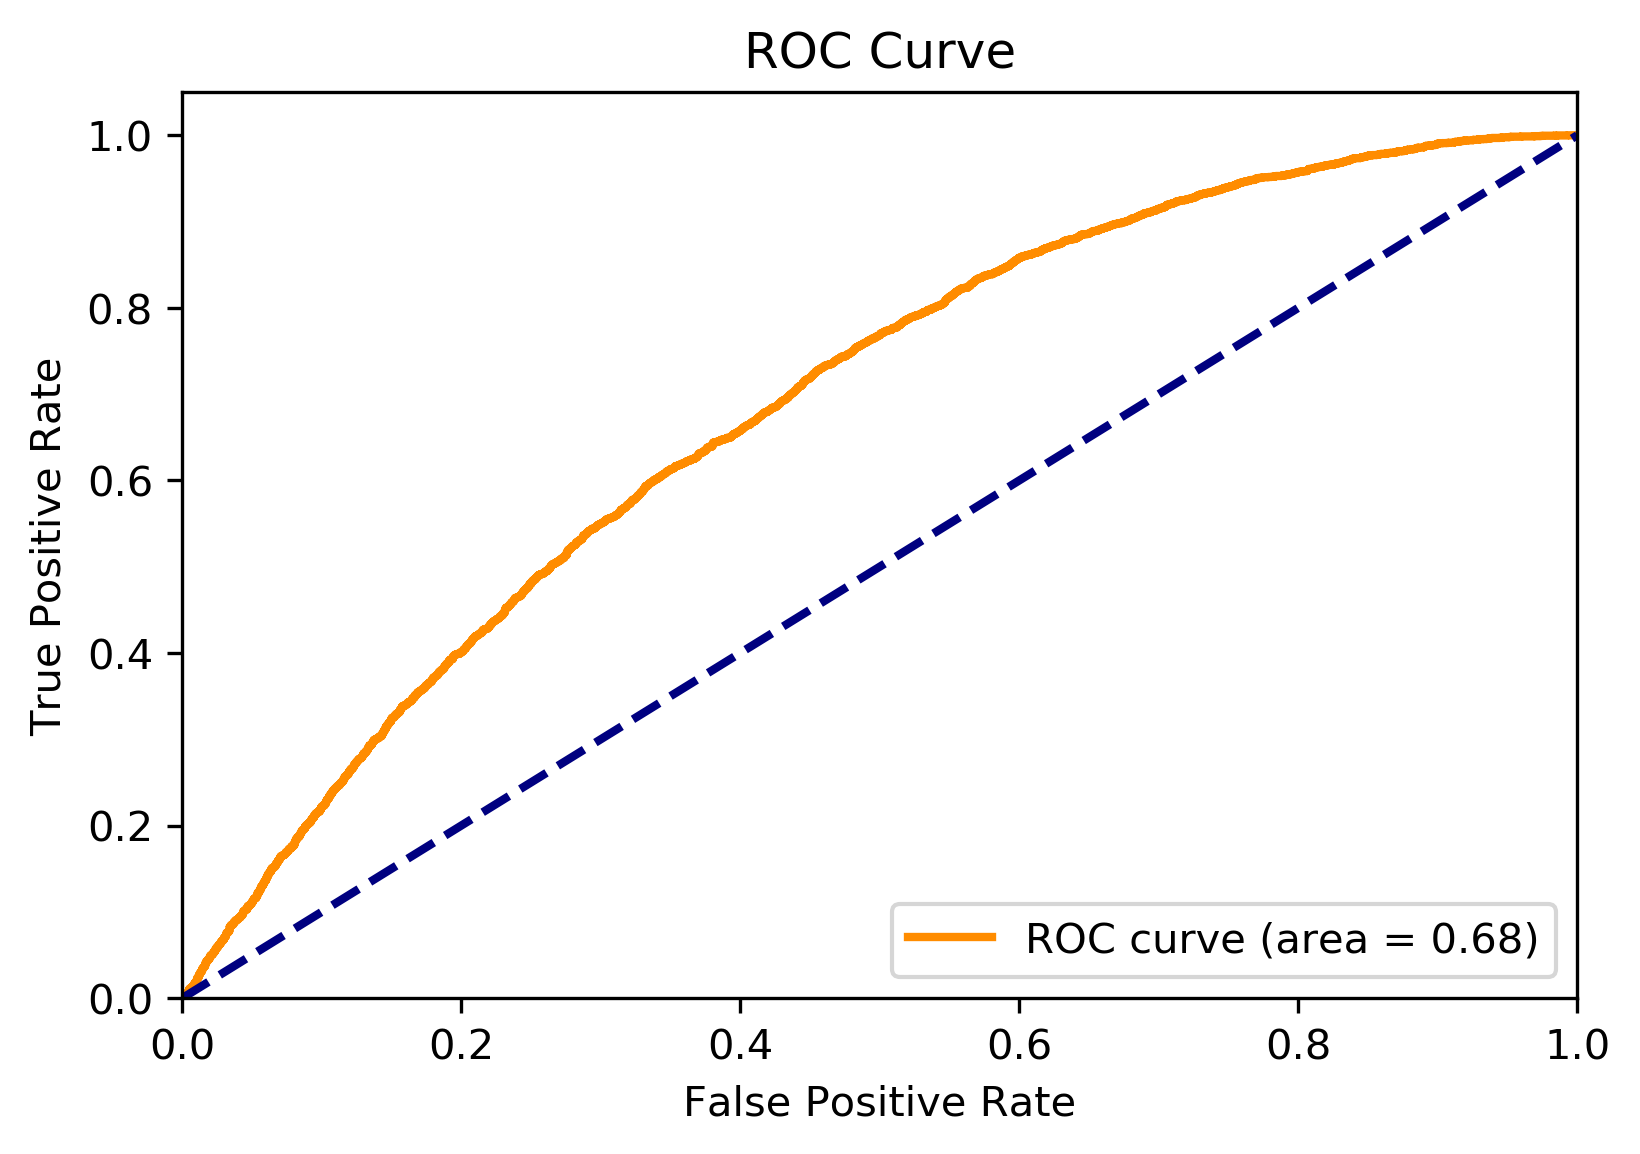 ROC Curve
True Positive Rate
1.0
0.8
0.6
0.4
0.2
0.0
ROC curve (area = 0.68)
0.0 0.2 0.4 0.6 0.8 1.0
False Positive Rate